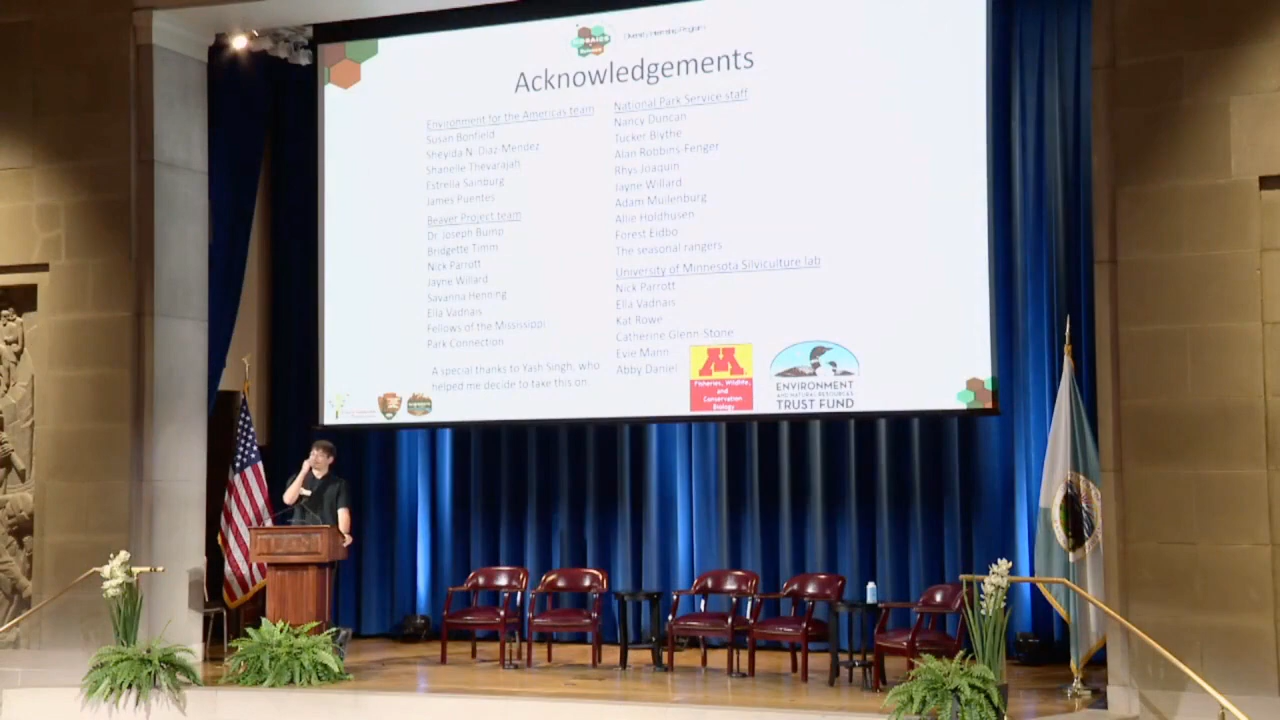 MOSAICS
Diversity Internship Program
Acknowledgements
Environment for the Americas team
Susan Bonfield
Sheylda N. Diaz-Mendez
Shanelle Thevarajah
Estrella Sainburg
James Puentes
Beaver Project team
Dr. Joseph Bump
Bridgette Timm
Nick Parrott
Jayne Willard
Savanna Henning
Ella Vadnais
Fellows of the Mississippi
Park Connection
A special thanks to Yash Singh, who
helped me decide to take this on.
National Park Service staff
Nancy Duncan
Tucker Blythe
Alan Robbins-Fenger
Rhys Joaquin
Jayne Willard
Adam Muilenburg
Allie Holdhusen
Forest Eidbo
The seasonal rangers
University of Minnesota Silviculture lab
Nick Parrott
Ella Vadnais
Kat Rowe
Catherine Glenn-Stone
Evie Mann
Abby Daniel
M
Fisheries, Wildlife,
and
Conservation
Biology
ENVIRONMENT
AND NATURAL RESOURCES
TRUST FUND